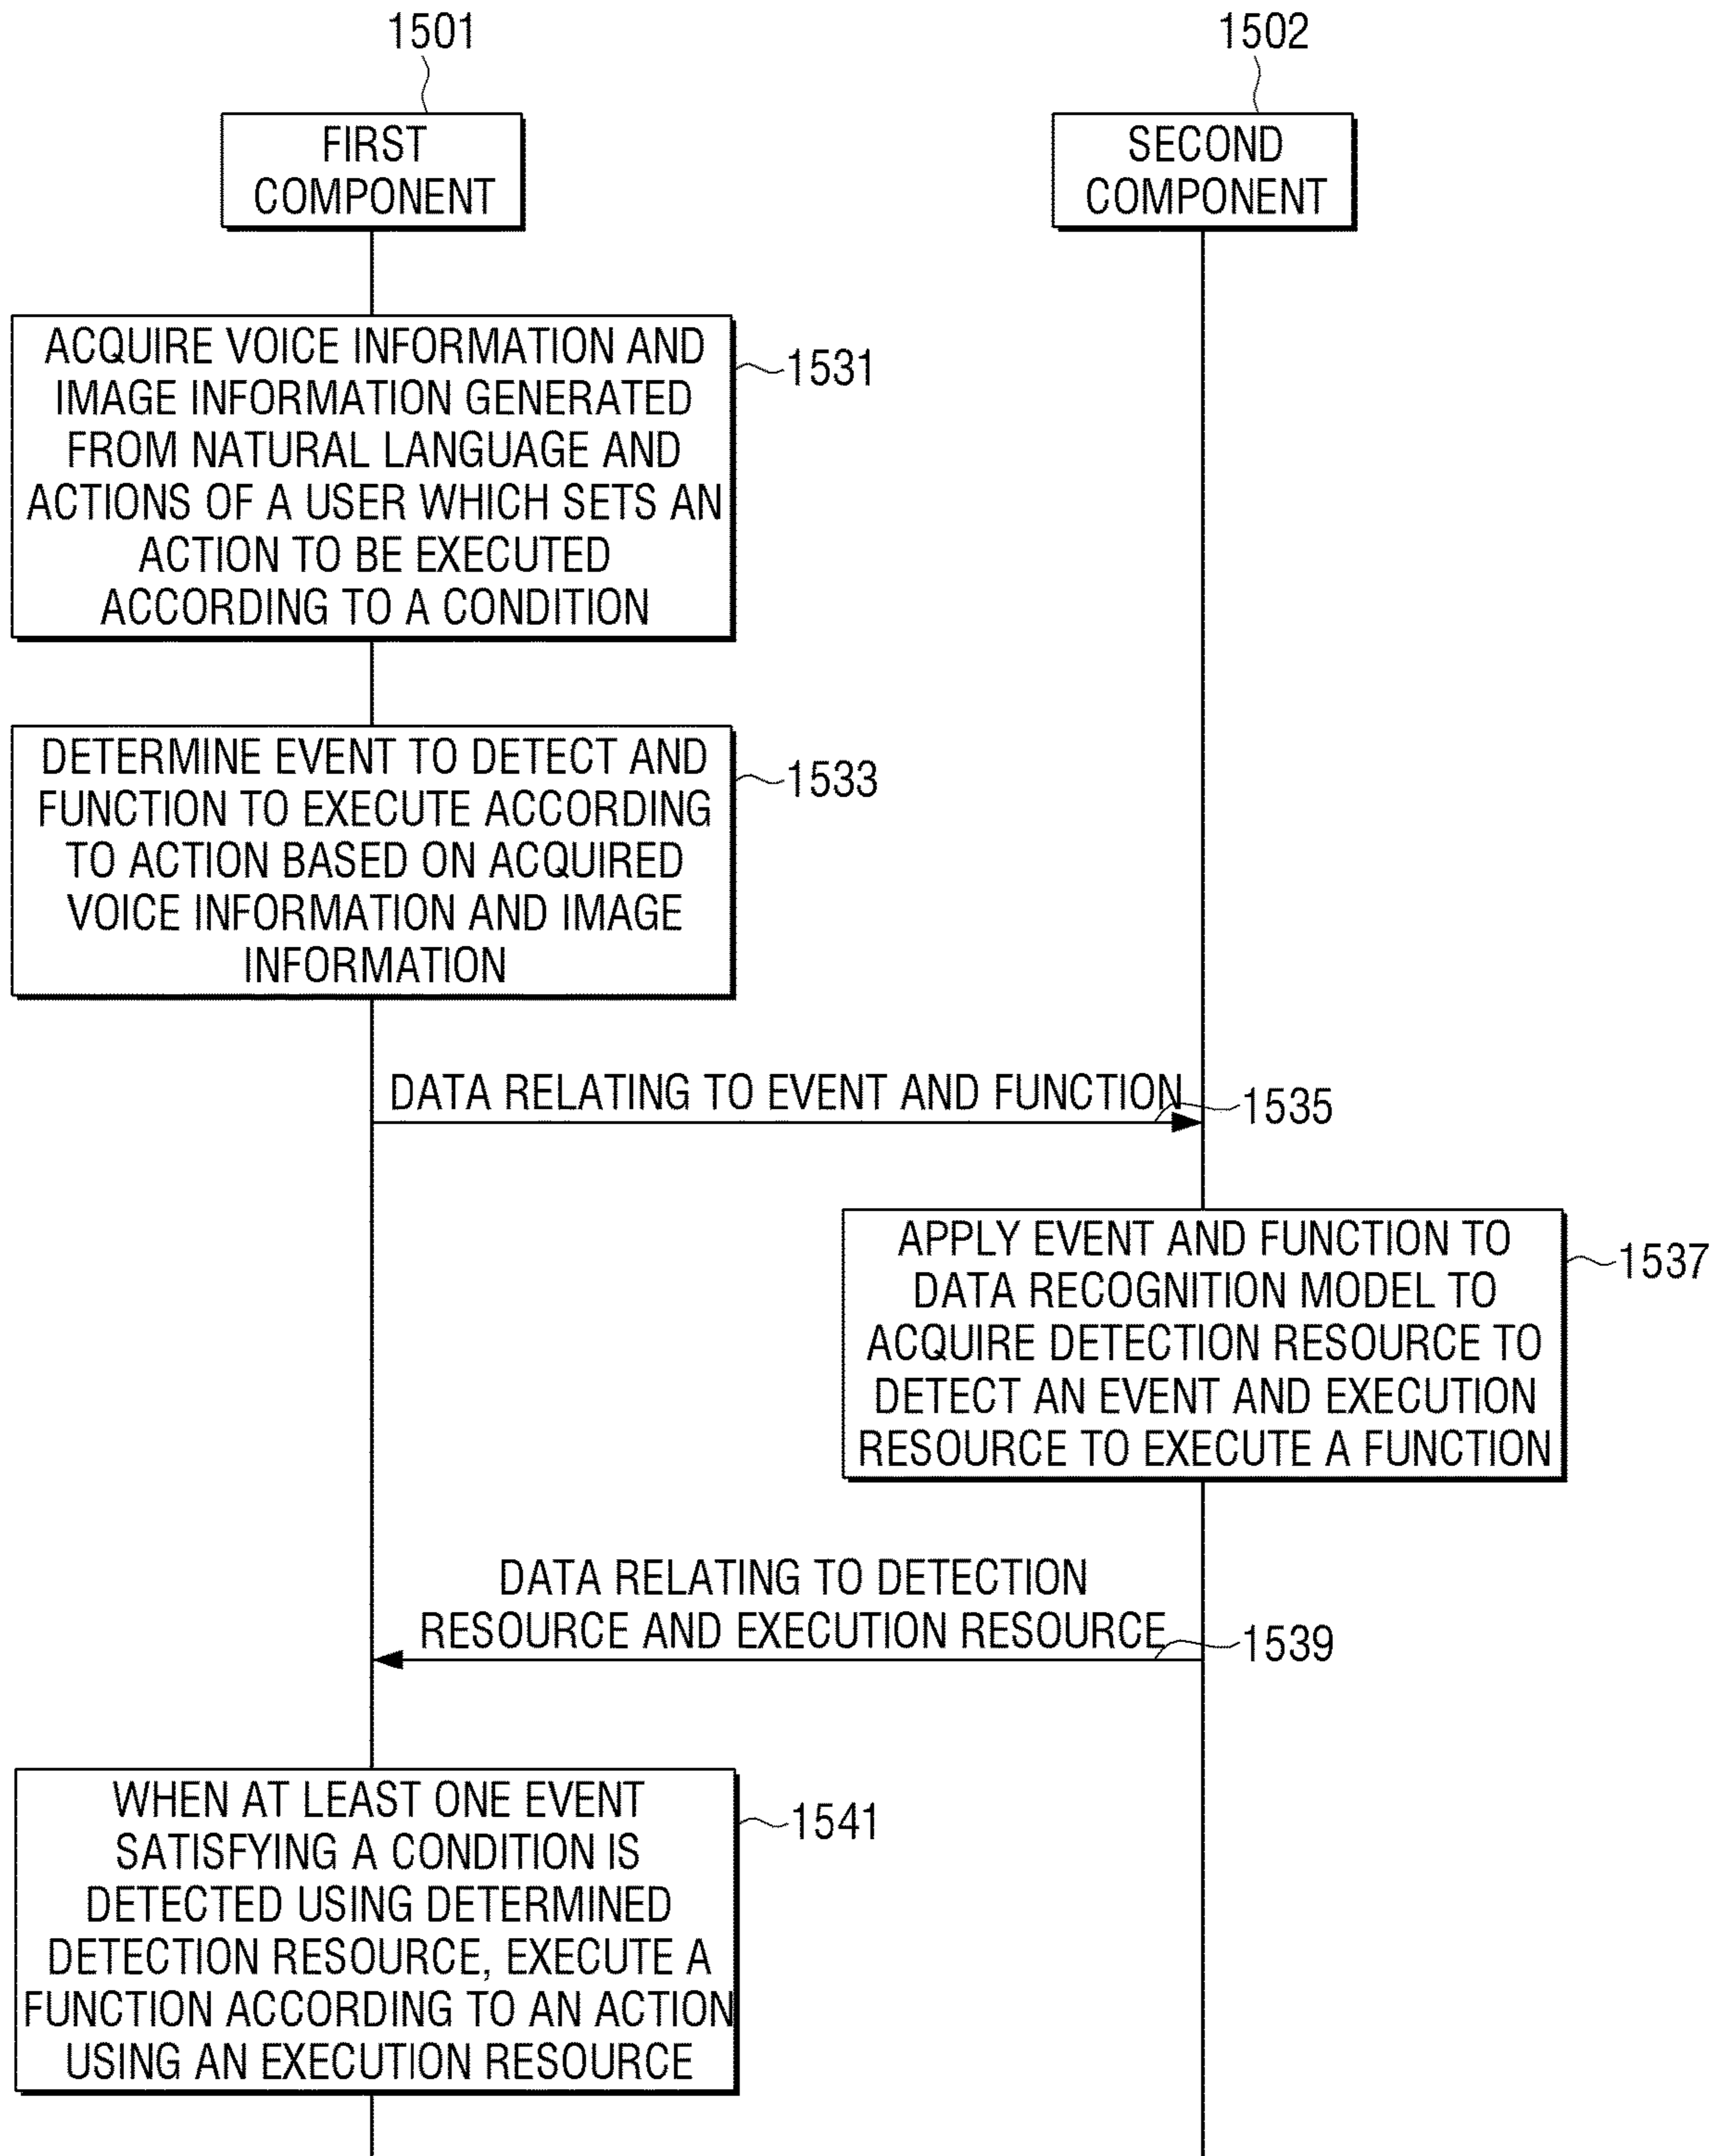 1501
1502
FIRST
COMPONENT
SECOND
COMPONENT
ACQUIRE VOICE INFORMATION AND
IMAGE INFORMATION GENERATED
FROM NATURAL LANGUAGE AND
ACTIONS OF A USER WHICH SETS AN
ACTION TO BE EXECUTED
ACCORDING TO A CONDITION
1531
DETERMINE EVENT TO DETECT AND
FUNCTION TO EXECUTE ACCORDING
TO ACTION BASED ON ACQUIRED
VOICE INFORMATION AND IMAGE
INFORMATION
1533
DATA RELATING TO EVENT AND FUNCTION
1535
APPLY EVENT AND FUNCTION TO
DATA RECOGNITION MODEL TO
ACQUIRE DETECTION RESOURCE TO
DETECT AN EVENT AND EXECUTION
RESOURCE TO EXECUTE A FUNCTION
1537
DATA RELATING TO DETECTION
RESOURCE AND EXECUTION RESOURCE
1539
WHEN AT LEAST ONE EVENT
SATISFYING A CONDITION IS
DETECTED USING DETERMINED
DETECTION RESOURCE, EXECUTE A
FUNCTION ACCORDING TO AN ACTION
USING AN EXECUTION RESOURCE
1541